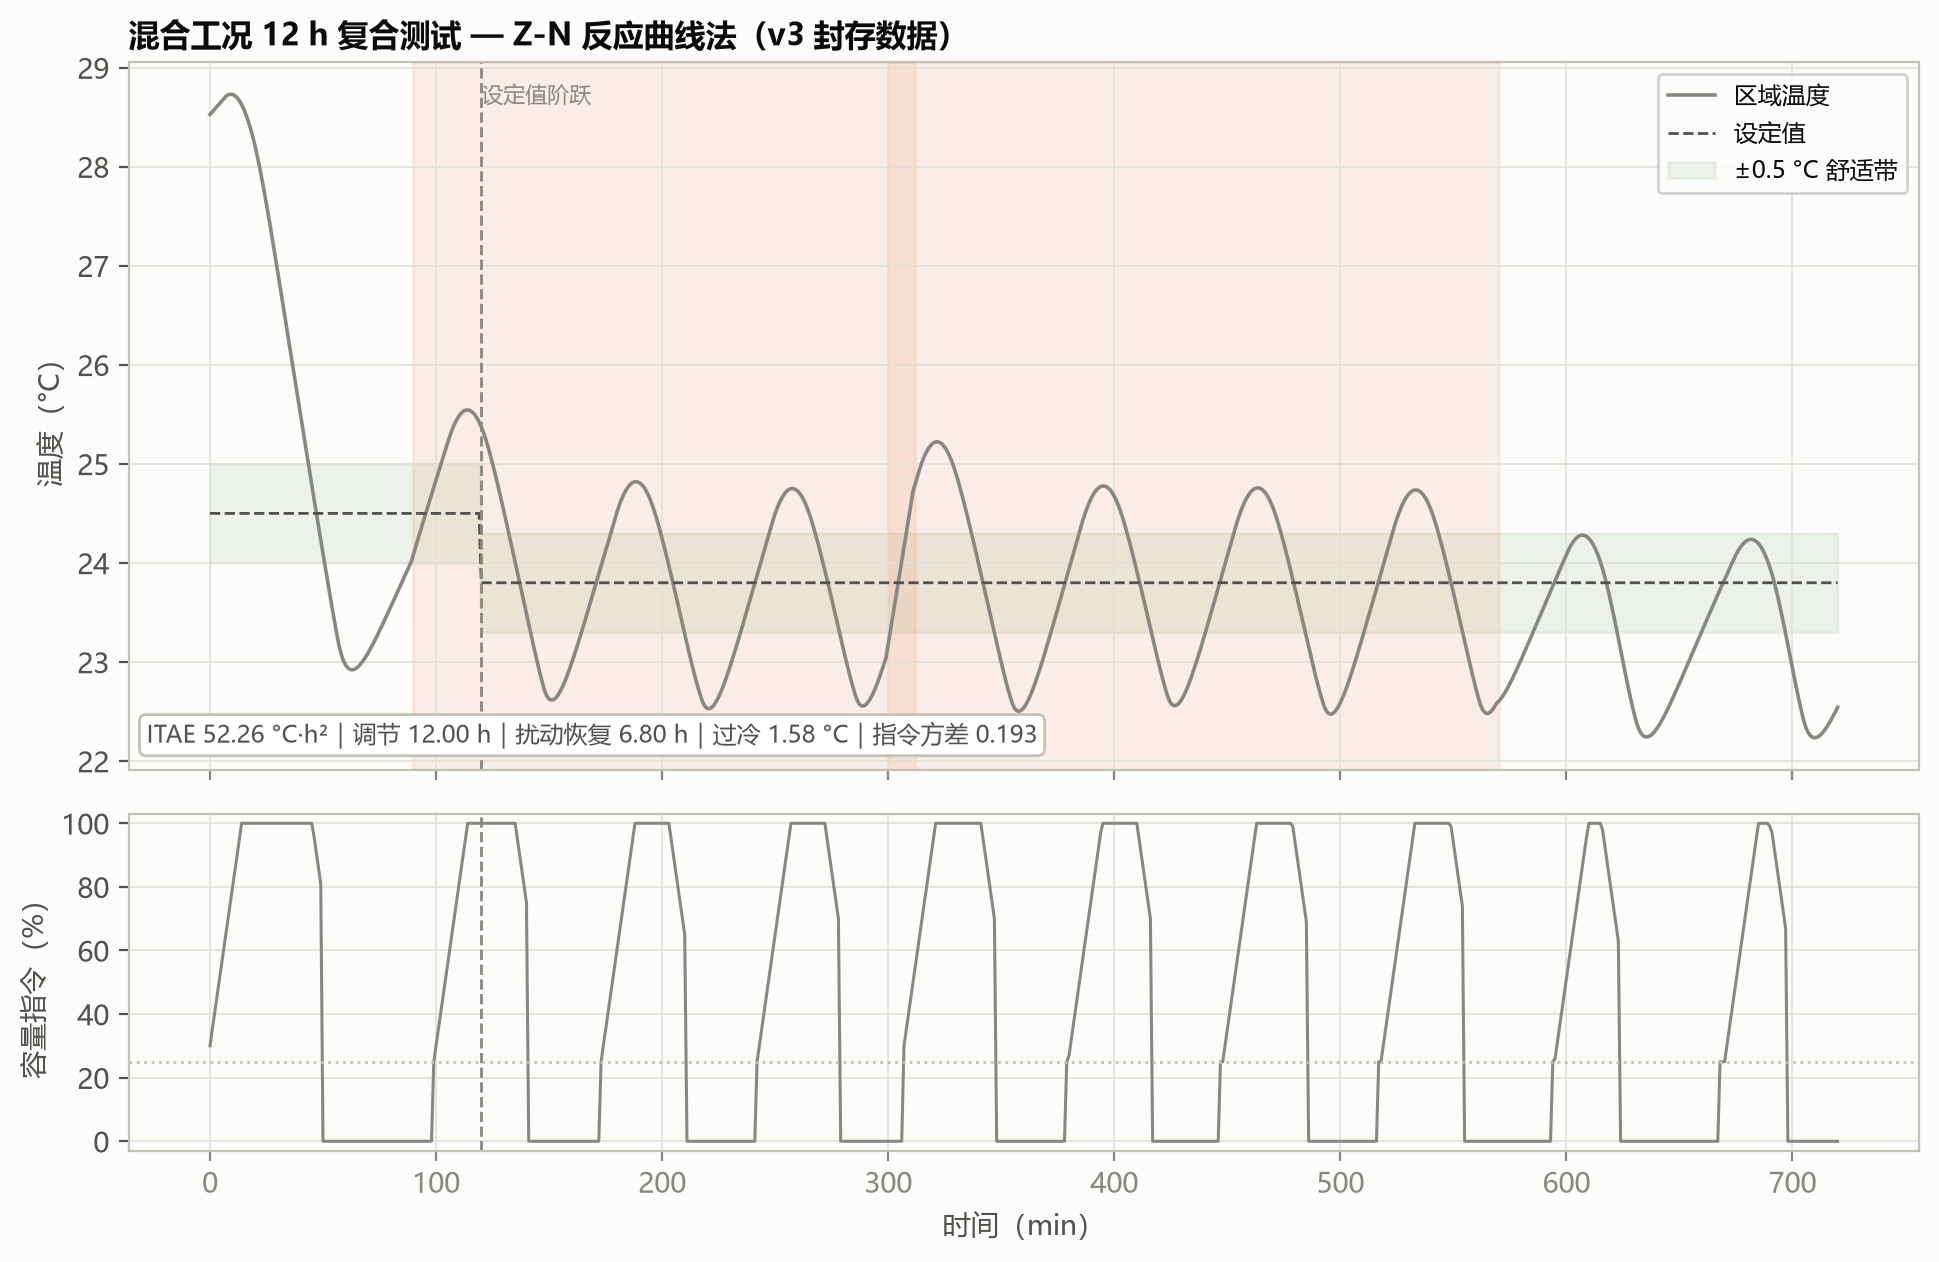 混合工况 12 h 复合测试 — Z-N 反应曲线法（v3 封存数据）
29
28
27
26
25
24
23
22
温度（°C）
设定值阶跃
区域温度
设定值
±0.5 °C 舒适带
ITAE 52.26 °C·h² | 调节 12.00 h | 扰动恢复 6.80 h | 过冷 1.58 °C | 指令方差 0.193
100
80
60
40
20
0
容量指令（%）
0 100 200 300 400 500 600 700
时间（min）